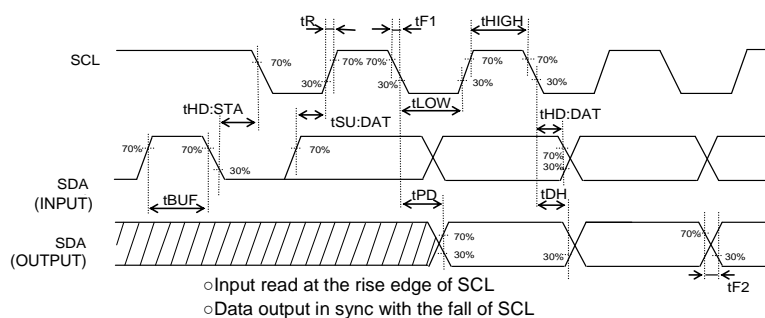 tR tF1 tHIGH
SCL 70% 30% 70% 70% 30% 70% 30% 70% 30%
tHD:STA tSU:DAT tLOW tHD:DAT
70% 70% 30% 70% 70% 30%
SDA
(INPUT)
tBUF tPD tDH
SDA
(OUTPUT)
70% 30% 30% 70% 30%
tF2
○Input read at the rise edge of SCL
○Data output in sync with the fall of SCL